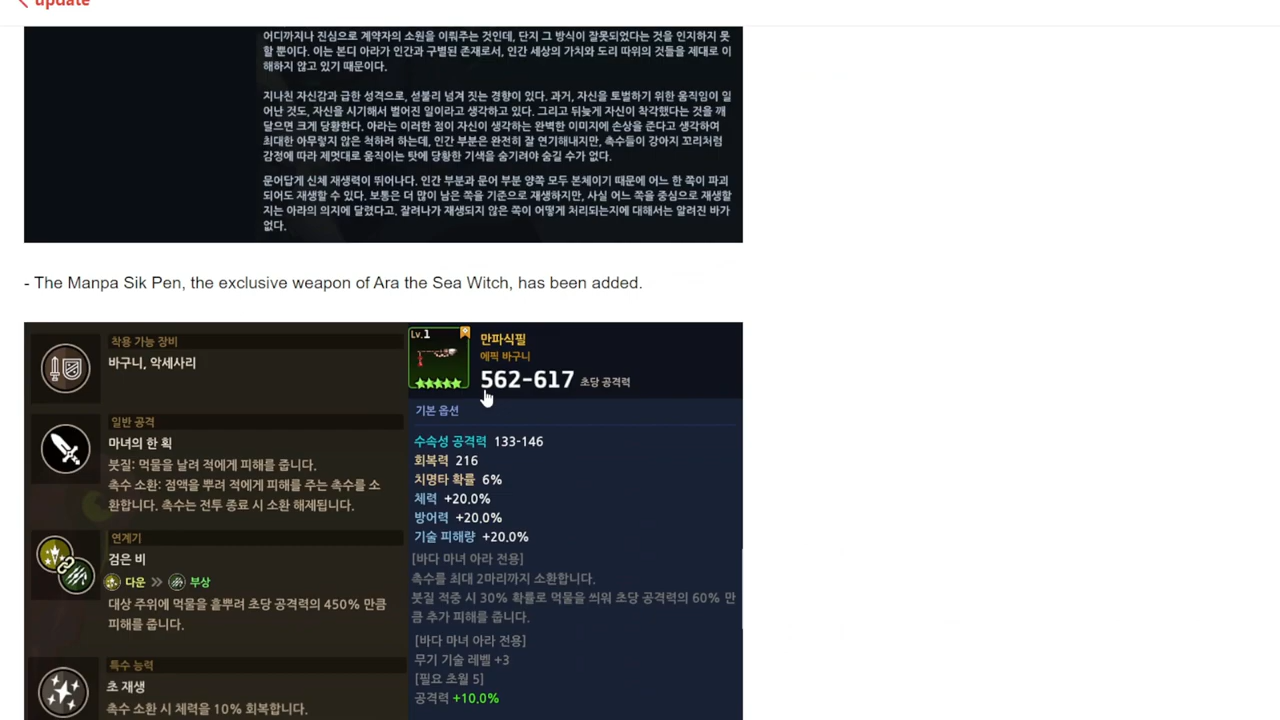 update
어디까지나 진심으로 계약자의 소원을 이뤄주는 것인데, 단지 그 방식이 잘못되었다는 것을 인지하지 못
할 뿐이다. 이는 본디 아라가 인간과 구별된 존재로서, 인간 세상의 가치와 도리 따위의 것들을 제대로 이
해하지 않고 있기 때문이다.
지나친 자신감과 급한 성격으로, 섣불리 넘겨 짓는 경향이 있다. 과거, 자신을 토벌하기 위한 움직임이 일
어난 것도, 자신을 시기해서 벌어진 일이라고 생각하고 있다. 그리고 뒤늦게 자신이 착각했다는 것을 깨
달으면 크게 당황한다. 아라는 이러한 점이 자신이 생각하는 완벽한 이미지에 손상을 준다고 생각하여
최대한 아무렇지 않은 척하려 하는데, 인간 부분은 완전히 잘 연기해내지만, 촉수들이 강아지 꼬리처럼
감정에 따라 제멋대로 움직이는 탓에 당황한 기색을 숨기려야 숨길 수가 없다.
문어답게 신체 재생력이 뛰어나다. 인간 부분과 문어 부분 양쪽 모두 본체이기 때문에 어느 한 쪽이 파괴
되어도 재생할 수 있다. 보통은 더 많이 남은 쪽을 기준으로 재생하지만, 사실 어느 쪽을 중심으로 재생할
지는 아라의 의지에 달렸다고. 잘려나가 재생되지 않은 쪽이 어떻게 처리되는지에 대해서는 알려진 바가
없다.
- The Manpa Sik Pen, the exclusive weapon of Ara the Sea Witch, has been added.
착용 가능 장비
바구니, 악세사리
일반 공격
마녀의 한 획
붓질: 먹물을 날려 적에게 피해를 줍니다.
촉수 소환: 점액을 뿌려 적에게 피해를 주는 촉수를 소
환합니다. 촉수는 전투 종료 시 소환 해제됩니다.
연계기
검은 비
다운 부상
대상 주위에 먹물을 흩뿌려 초당 공격력의 450% 만큼
피해를 줍니다.
특수 능력
초 재생
촉수 소환 시 체력을 10% 회복합니다.
Lv.1
만파식필
에픽 바구니
562-617 초당 공격력
기본 옵션
수속성 공격력 133-146
회복력 216
치명타 확률 6%
체력 +20.0%
방어력 +20.0%
기술 피해량 +20.0%
[바다 마녀 아라 전용]
촉수를 최대 2마리까지 소환합니다.
붓질 적중 시 30% 확률로 먹물을 씌워 초당 공격력의 60% 만
큼 추가 피해를 줍니다.
[바다 마녀 아라 전용]
무기 기술 레벨 +3
[필요 초월 5]
공격력 +10.0%